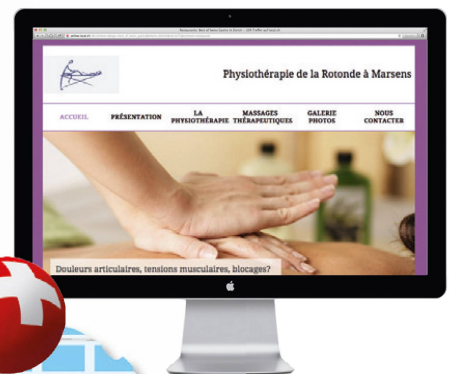 Physiothérapie de la Rotonde à Marsens
ACCUEIL
PRÉSENTATION
LA
PHYSIOTHÉRAPIE
MASSAGES
THÉRAPEUTIQUES
GALERIE
PHOTOS
NOUS
CONTACTER
Douleurs articulaires, tensions musculaires, blocages?